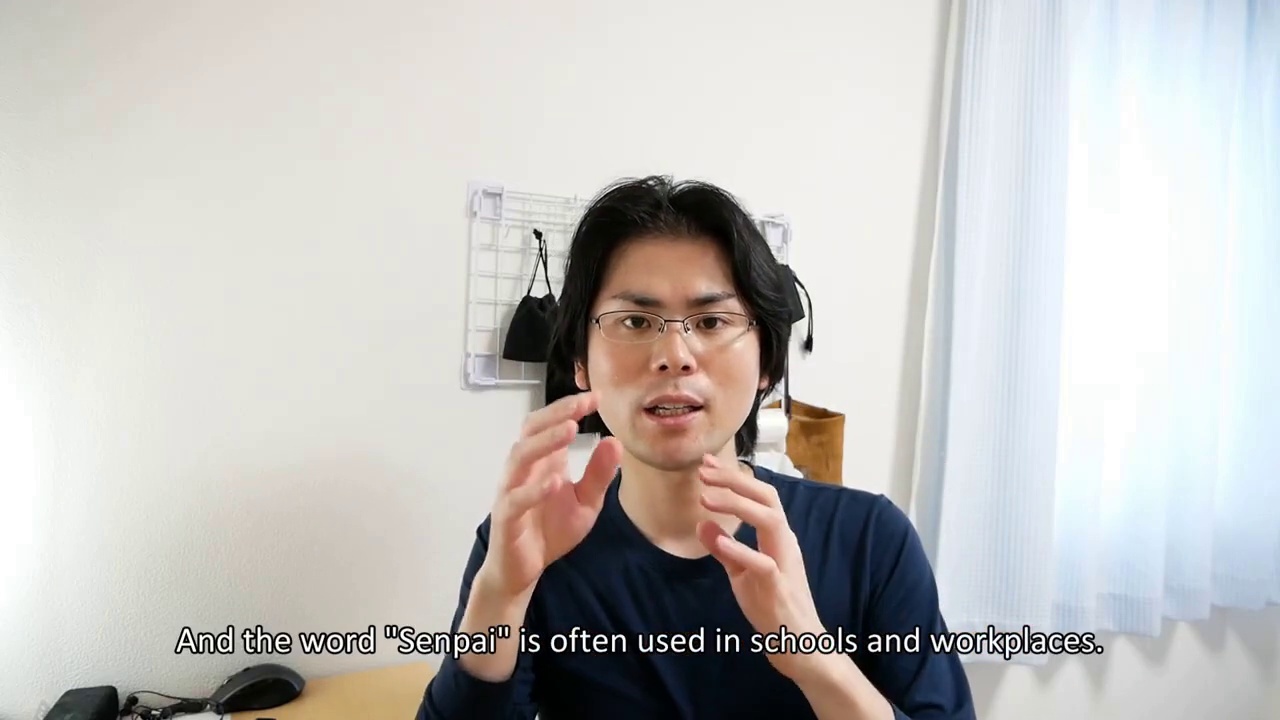 And the word "Senpai" is often used in schools and workplaces.